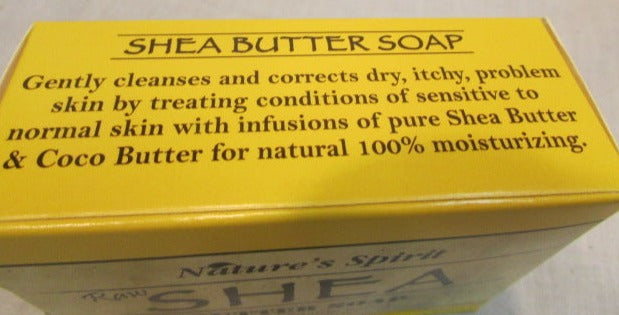 SHEA BUTTER SOAP
Gently cleanses and corrects dry, itchy, problem
skin by treating conditions of sensitive to
normal skin with infusions of pure Shea Butter
& Coco Butter for natural 100% moisturizing.
Nature's Spirit
Raw
SHEA